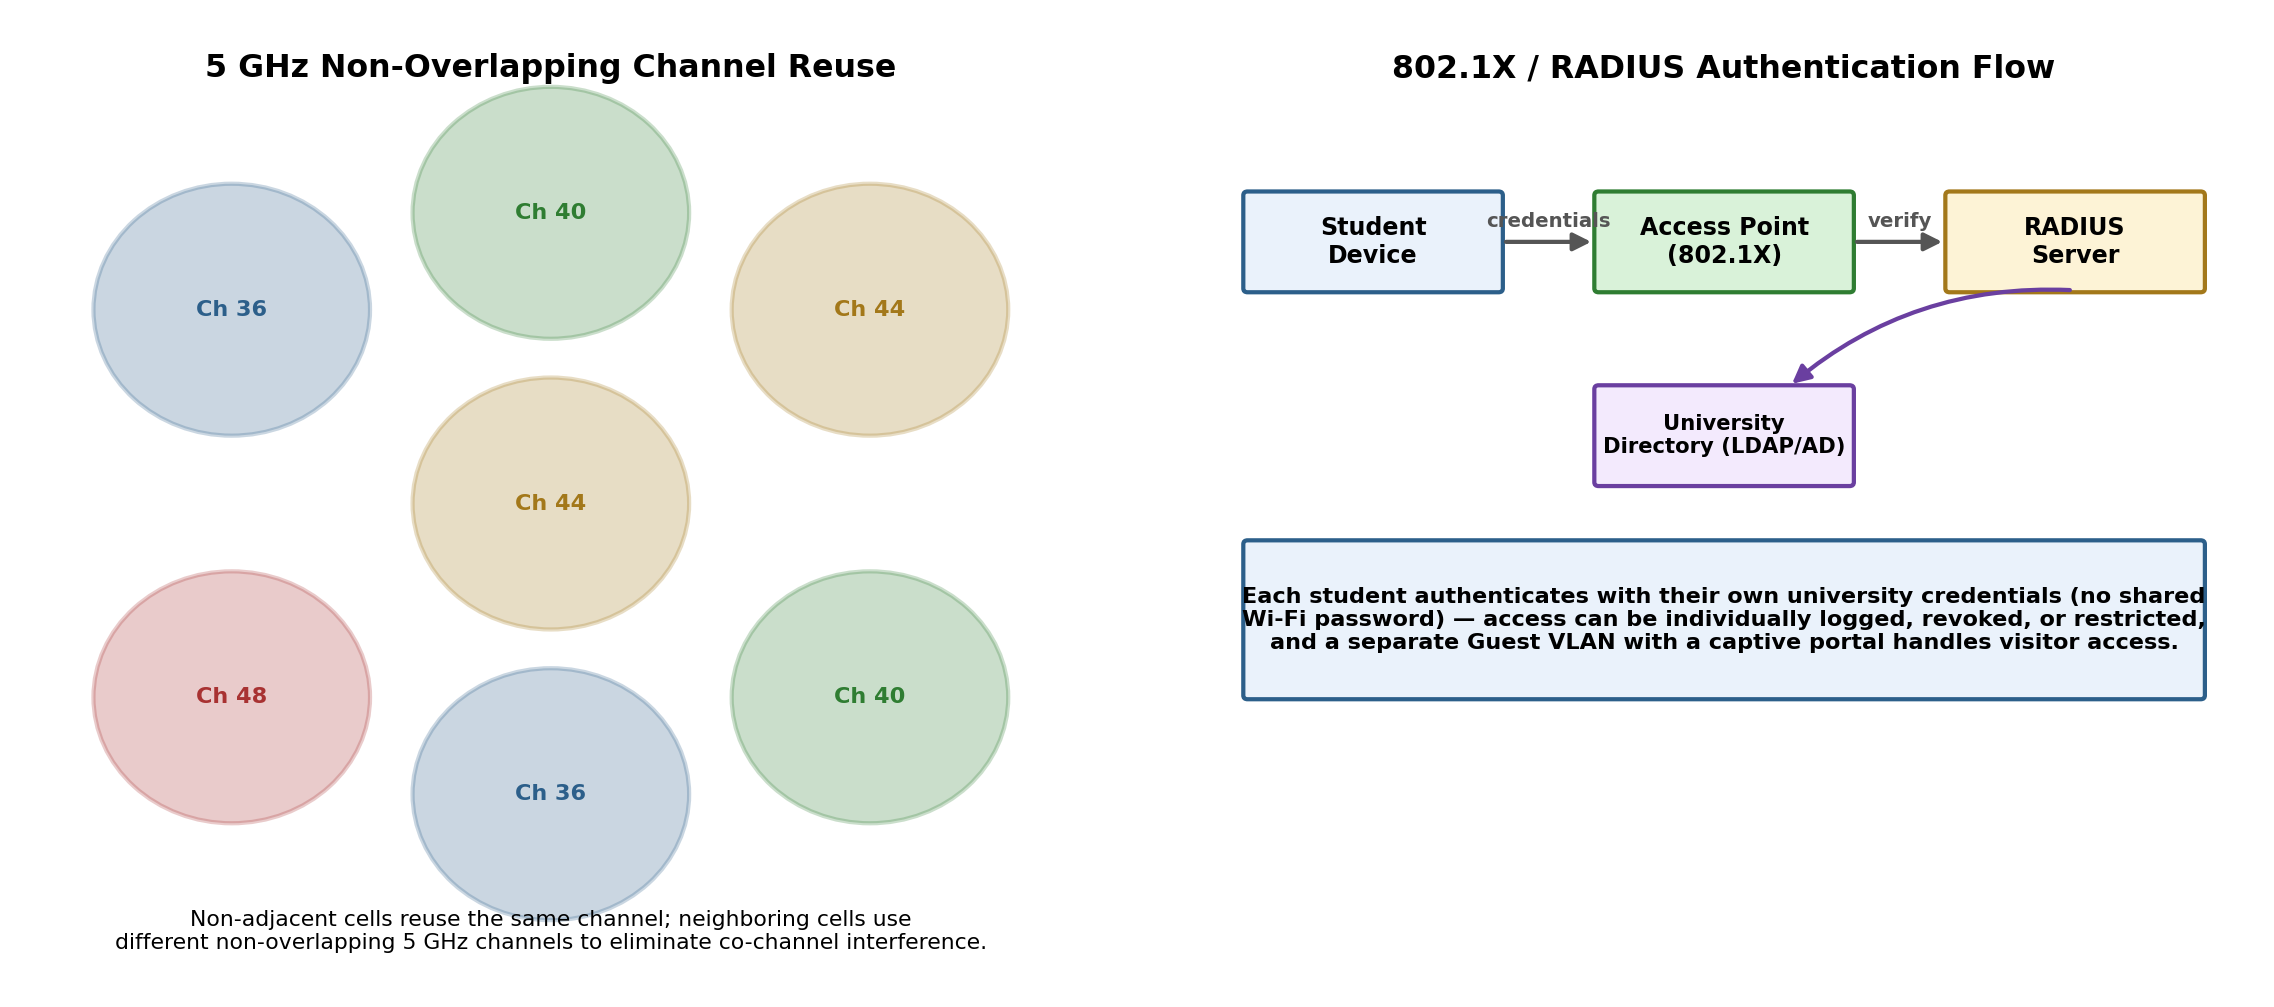 5 GHz Non-Overlapping Channel Reuse
Ch 40
Ch 36
Ch 44
Ch 44
Ch 48
Ch 40
Ch 36
Non-adjacent cells reuse the same channel; neighboring cells use
different non-overlapping 5 GHz channels to eliminate co-channel interference.
802.1X / RADIUS Authentication Flow
Student
Device
credentials
Access Point
(802.1X)
verify
RADIUS
Server
University
Directory (LDAP/AD)
Each student authenticates with their own university credentials (no shared
Wi-Fi password) — access can be individually logged, revoked, or restricted,
and a separate Guest VLAN with a captive portal handles visitor access.